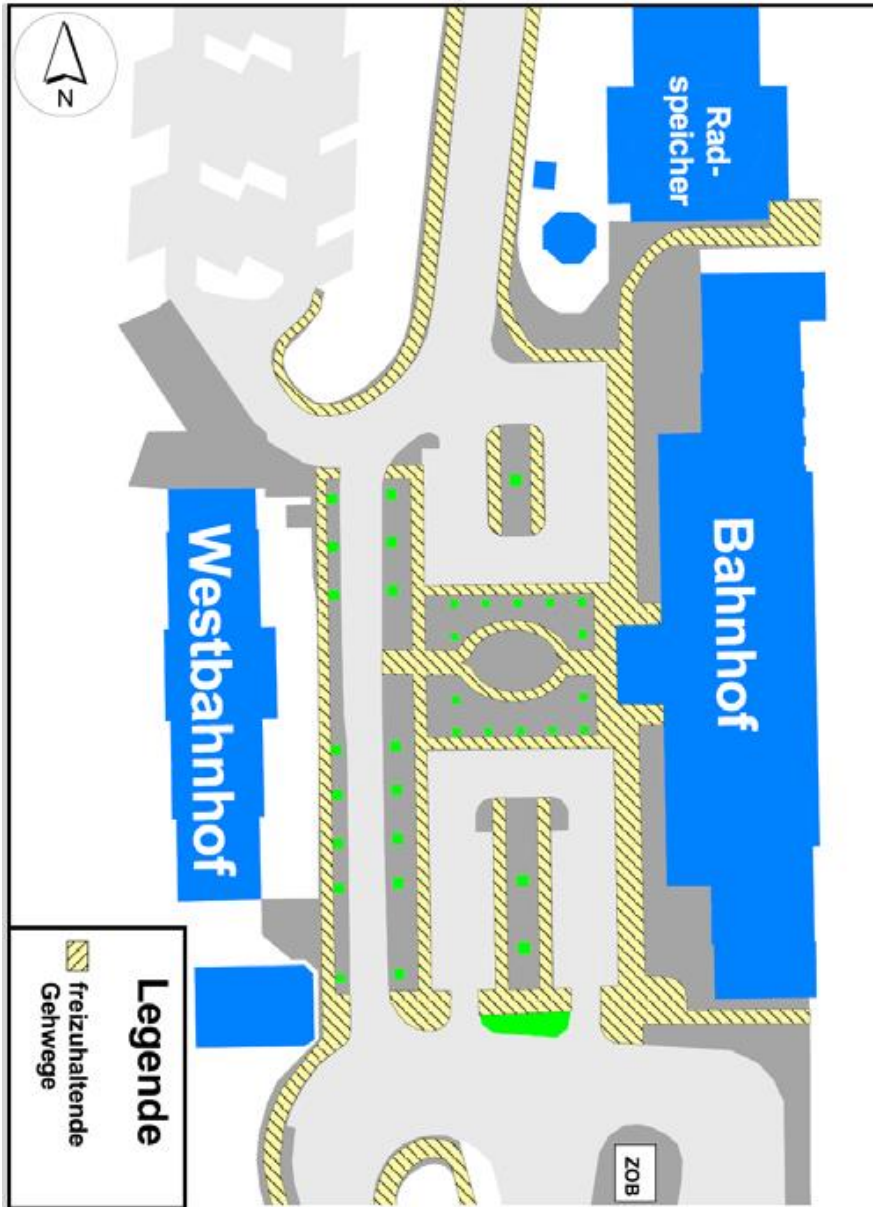 N
Rad-
speicher
Bahnhof
Westbahnhof
Legende
freizuhaltende
Gehwege
ZOB